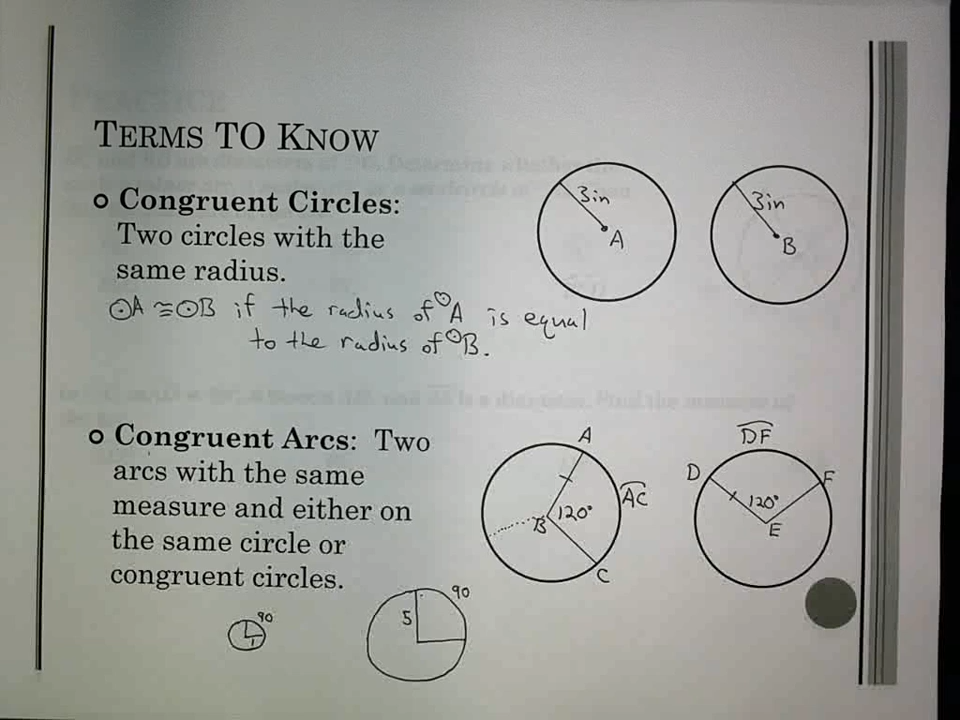 TERMS TO KNOW
Congruent Circles:
Two circles with the
same radius.
⊙A ≅ ⊙B if the radius of ⊙A is equal
to the radius of ⊙B.
3in
A
3in
B
Congruent Arcs: Two
arcs with the same
measure and either on
the same circle or
congruent circles.
A
B
120°
AC
C
DF
D
F
120°
E
90
1
90
5